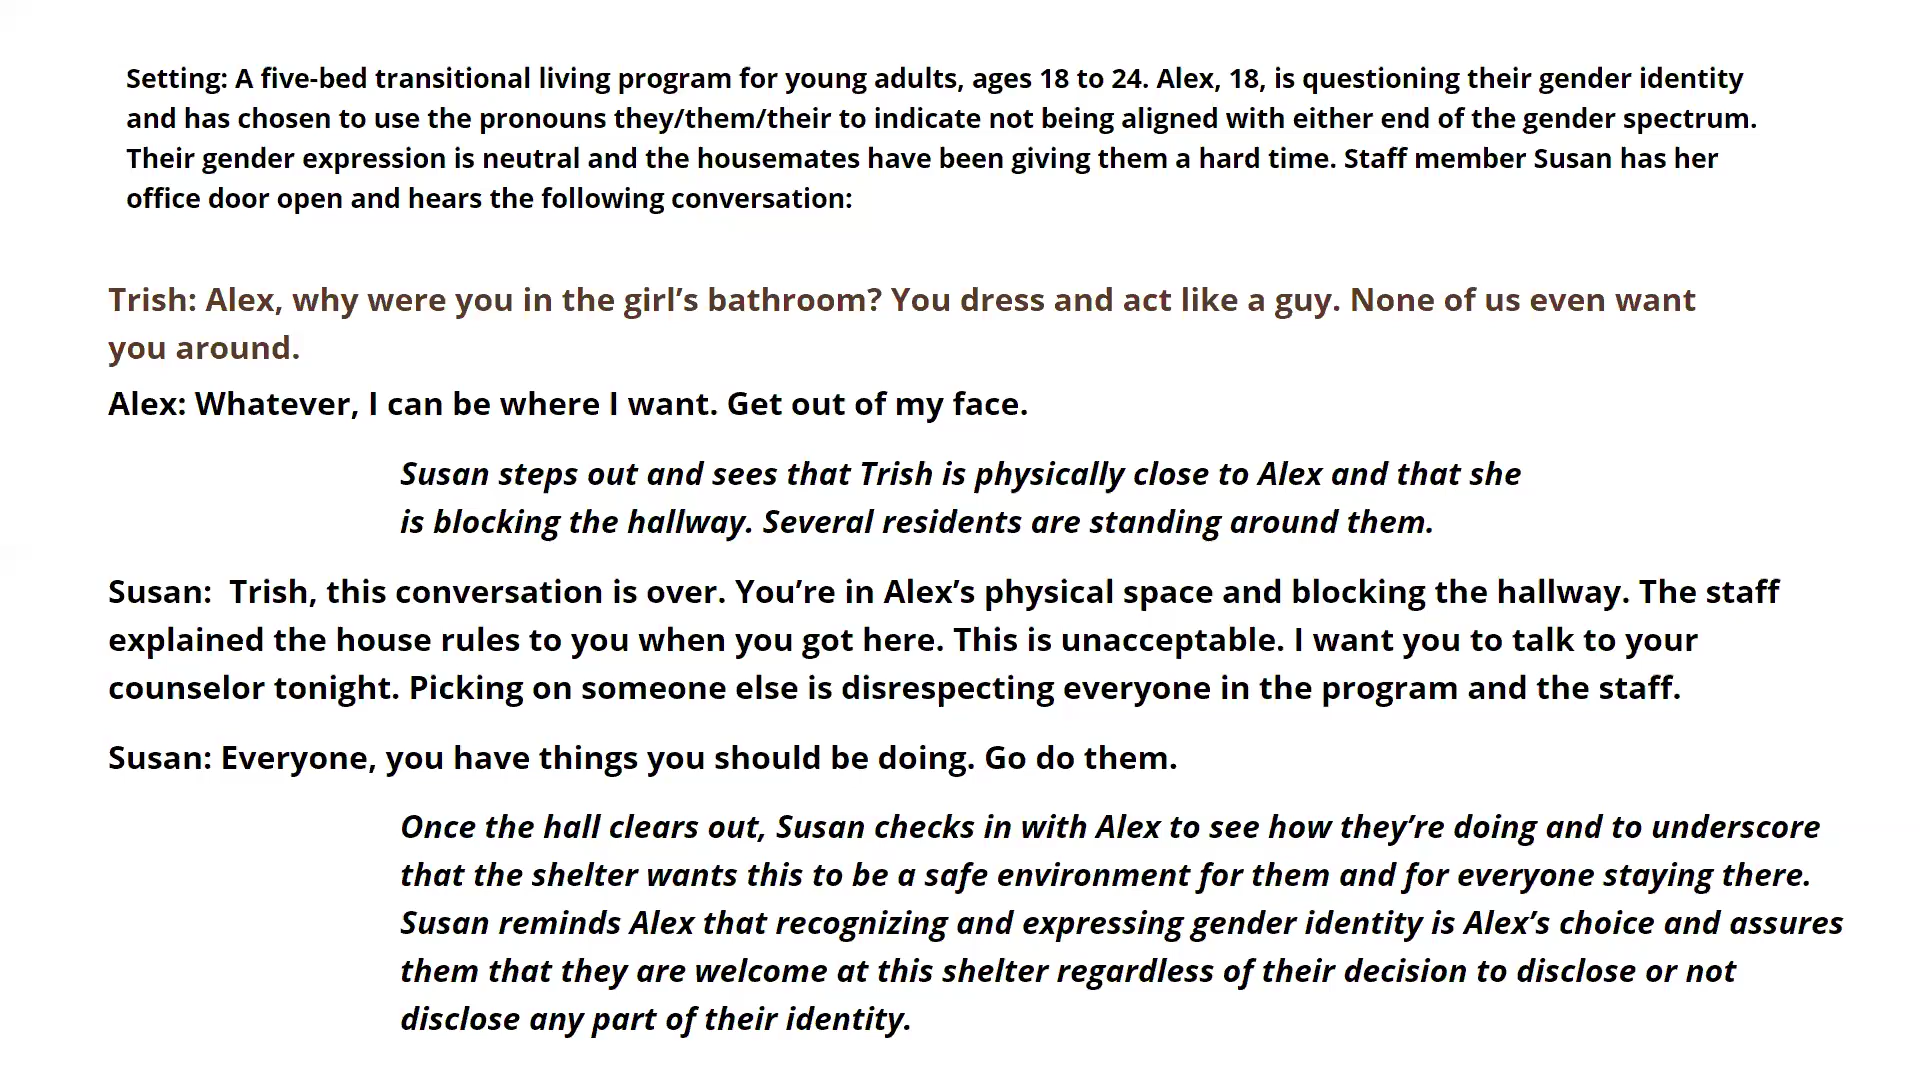 Setting: A five-bed transitional living program for young adults, ages 18 to 24. Alex, 18, is questioning their gender identity
and has chosen to use the pronouns they/them/their to indicate not being aligned with either end of the gender spectrum.
Their gender expression is neutral and the housemates have been giving them a hard time. Staff member Susan has her
office door open and hears the following conversation:
Trish: Alex, why were you in the girl’s bathroom? You dress and act like a guy. None of us even want
you around.
Alex: Whatever, I can be where I want. Get out of my face.
Susan steps out and sees that Trish is physically close to Alex and that she
is blocking the hallway. Several residents are standing around them.
Susan:  Trish, this conversation is over. You’re in Alex’s physical space and blocking the hallway. The staff
explained the house rules to you when you got here. This is unacceptable. I want you to talk to your
counselor tonight. Picking on someone else is disrespecting everyone in the program and the staff.
Susan: Everyone, you have things you should be doing. Go do them.
Once the hall clears out, Susan checks in with Alex to see how they’re doing and to underscore
that the shelter wants this to be a safe environment for them and for everyone staying there.
Susan reminds Alex that recognizing and expressing gender identity is Alex’s choice and assures
them that they are welcome at this shelter regardless of their decision to disclose or not
disclose any part of their identity.